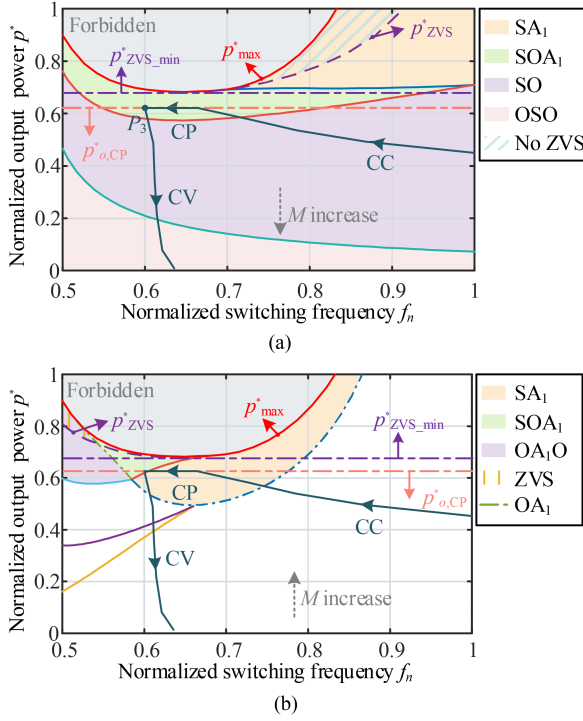 1
0.8
0.6
0.4
0.2
0
Normalized output power p*
Forbidden
p*ZVS_min
p*max
p*ZVS
P3
CP
CC
p*o,CP
CV
M increase
0.5
0.6
0.7
0.8
0.9
1
Normalized switching frequency fn
SA1
SOA1
SO
OSO
No ZVS
(a)
1
0.8
0.6
0.4
0.2
0
Normalized output power p*
Forbidden
p*ZVS
p*max
p*ZVS_min
CP
CC
p*o,CP
CV
M increase
0.5
0.6
0.7
0.8
0.9
1
Normalized switching frequency fn
SA1
SOA1
OA1O
ZVS
OA1
(b)